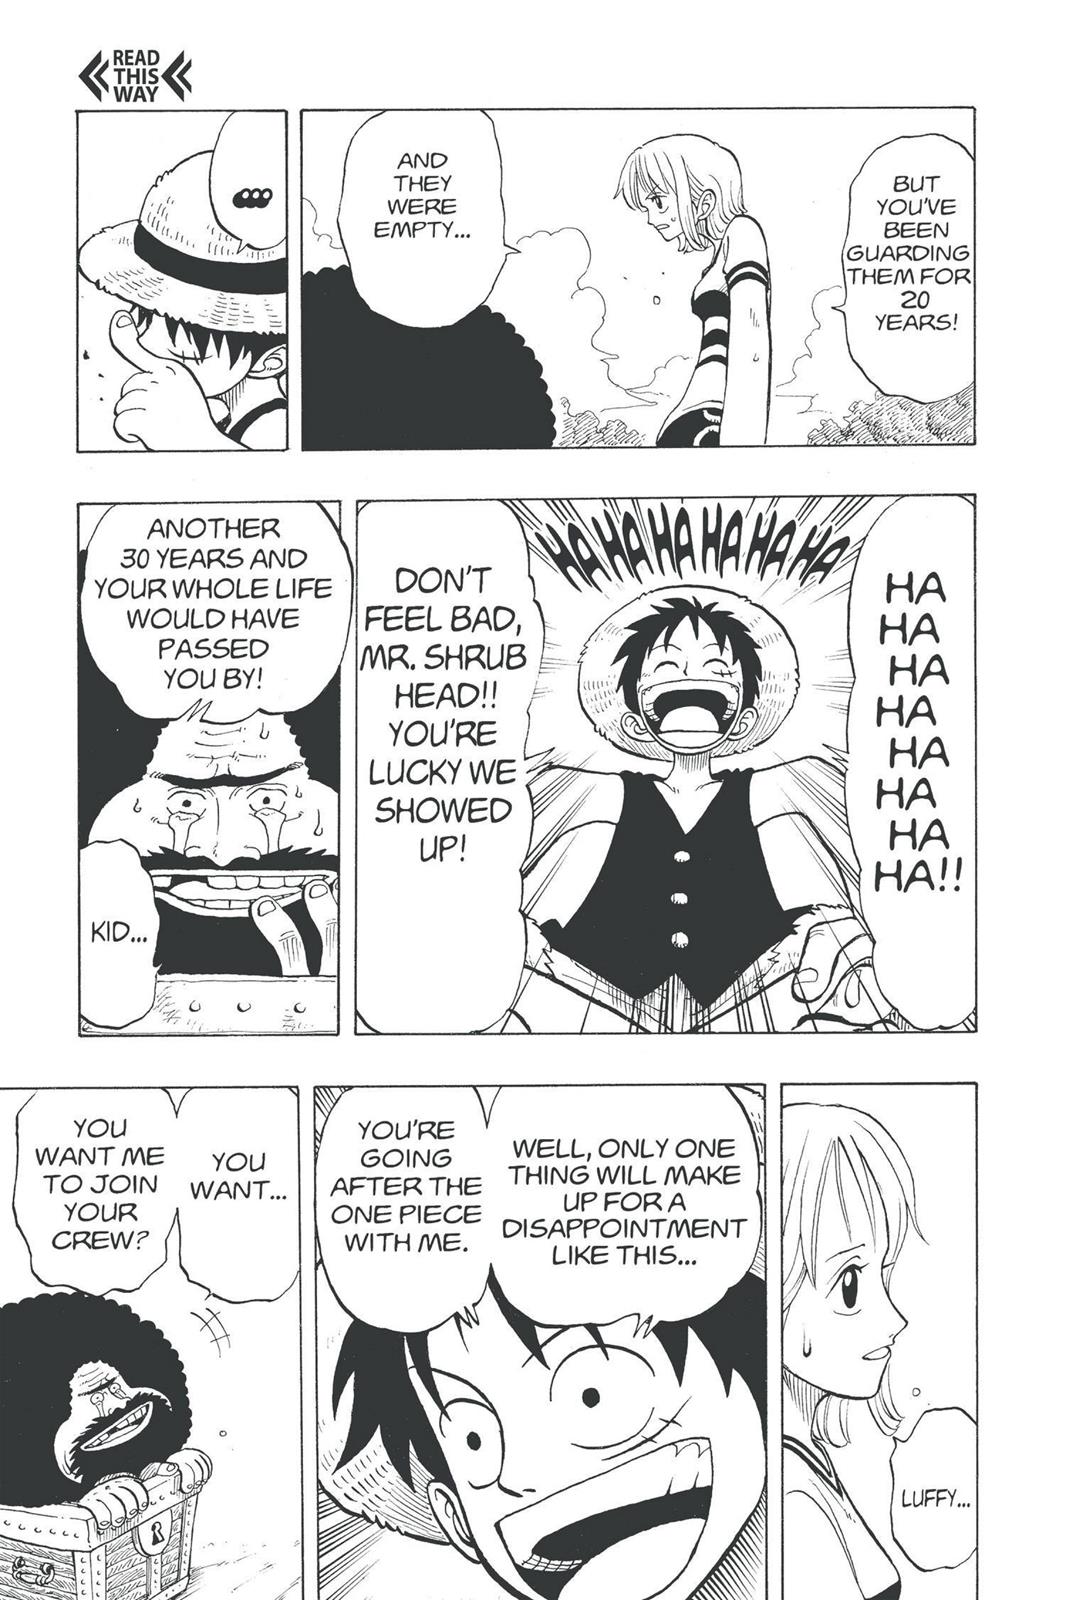 READ
THIS
WAY
BUT
YOU'VE
BEEN
GUARDING
THEM FOR
20
YEARS!
AND
THEY
WERE
EMPTY...
...
HA
HA
HA
HA
HA
HA
HA
HA!!
HA HA HA HA HA HA
DON'T
FEEL BAD,
MR. SHRUB
HEAD!!
YOU'RE
LUCKY WE
SHOWED
UP!
ANOTHER
30 YEARS AND
YOUR WHOLE LIFE
WOULD HAVE
PASSED
YOU BY!
KID...
LUFFY...
WELL, ONLY ONE
THING WILL MAKE
UP FOR A
DISAPPOINTMENT
LIKE THIS...
YOU'RE
GOING
AFTER THE
ONE PIECE
WITH ME.
YOU
WANT...
YOU
WANT ME
TO JOIN
YOUR
CREW?